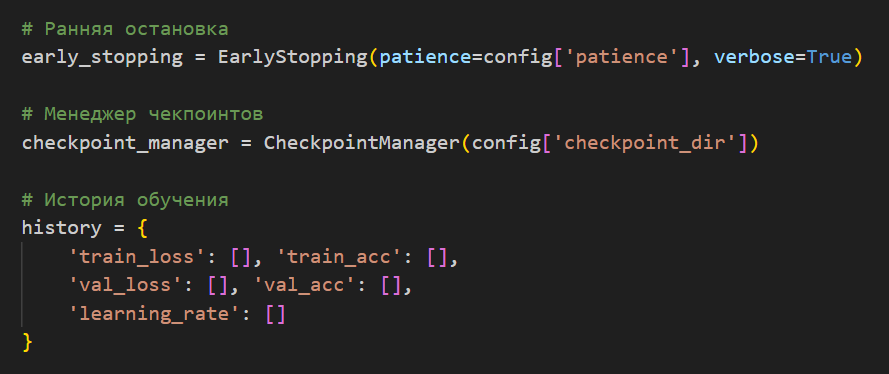 # Ранняя остановка
early_stopping = EarlyStopping(patience=config['patience'], verbose=True)
# Менеджер чекпоинтов
checkpoint_manager = CheckpointManager(config['checkpoint_dir'])
# История обучения
history = {
    'train_loss': [], 'train_acc': [],
    'val_loss': [], 'val_acc': [],
    'learning_rate': []
}